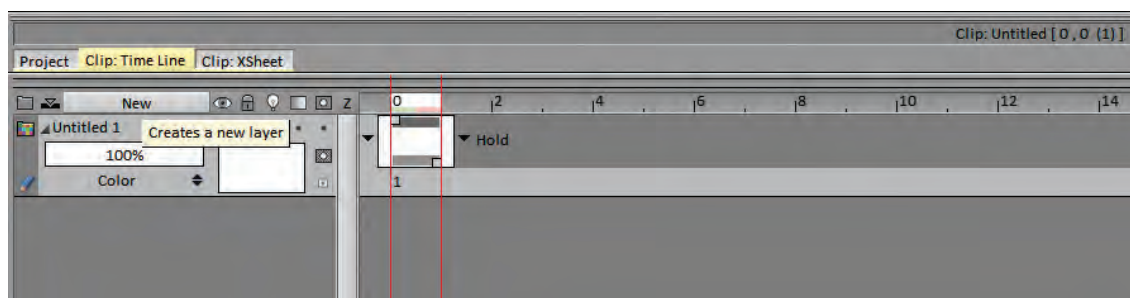 Clip: Untitled [ 0 , 0 (1) ]
Project Clip: Time Line Clip: XSheet
New Z 0 2 4 6 8 10 12 14
Untitled 1 Creates a new layer Hold
100%
Color 1